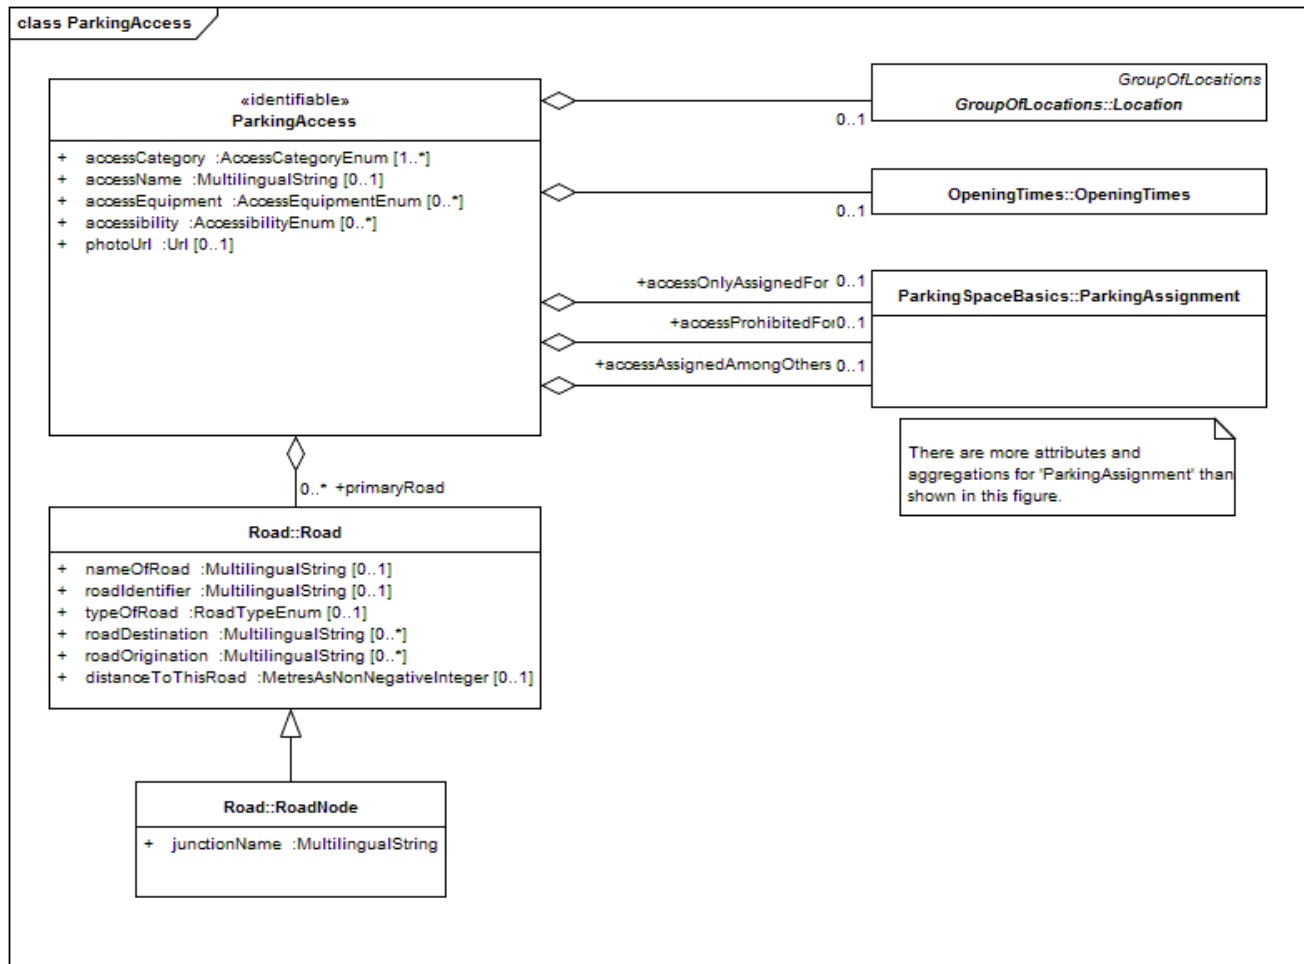 class ParkingAccess
«identifiable»
ParkingAccess
+ accessCategory :AccessCategoryEnum [1..*]
+ accessName :MultilingualString [0..1]
+ accessEquipment :AccessEquipmentEnum [0..*]
+ accessibility :AccessibilityEnum [0..*]
+ photoUrl :Url [0..1]
GroupOfLocations
GroupOfLocations::Location
0..1
OpeningTimes::OpeningTimes
0..1
+accessOnlyAssignedFor 0..1
+accessProhibitedFor 0..1
+accessAssignedAmongOthers 0..1
ParkingSpaceBasics::ParkingAssignment
There are more attributes and
aggregations for 'ParkingAssignment' than
shown in this figure.
0..* +primaryRoad
Road::Road
+ nameOfRoad :MultilingualString [0..1]
+ roadIdentifier :MultilingualString [0..1]
+ typeOfRoad :RoadTypeEnum [0..1]
+ roadDestination :MultilingualString [0..*]
+ roadOrigination :MultilingualString [0..*]
+ distanceToThisRoad :MetresAsNonNegativeInteger [0..1]
Road::RoadNode
+ junctionName :MultilingualString